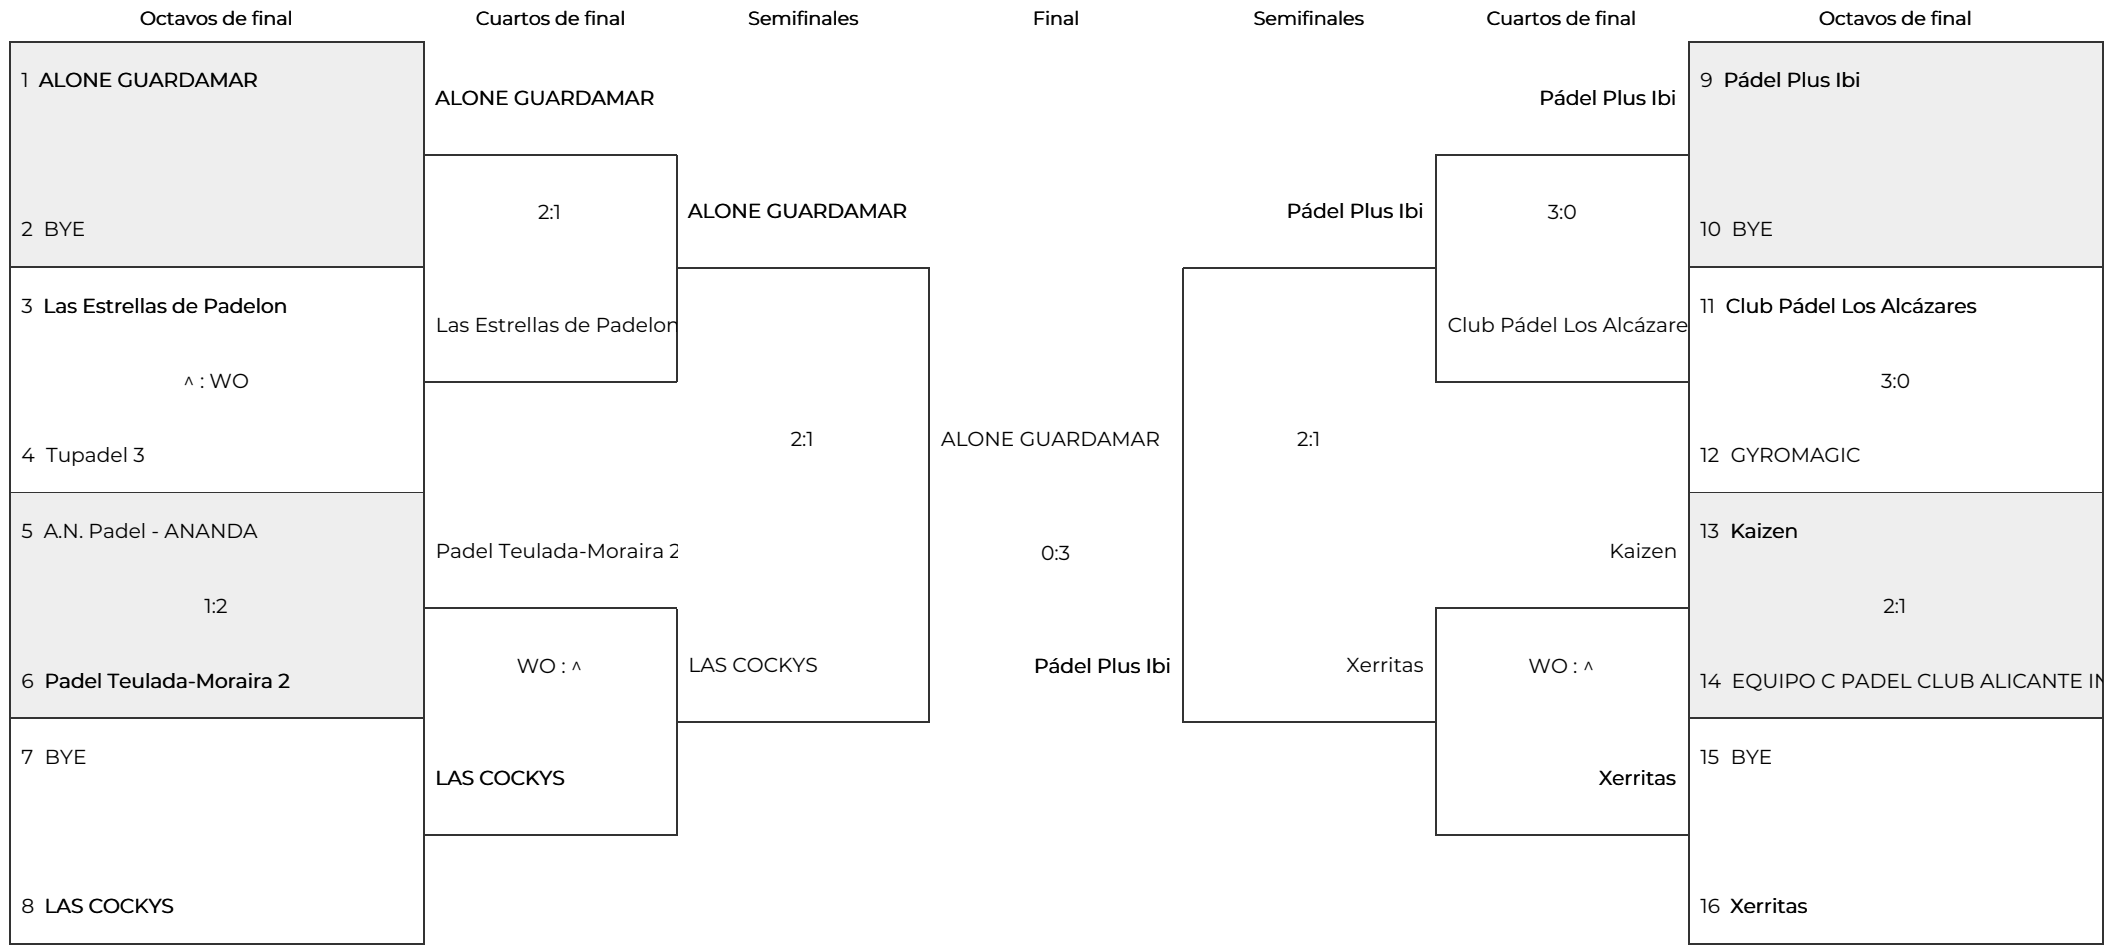 Octavos de final
Cuartos de final
Semifinales
Final
Semifinales
Cuartos de final
Octavos de final
1 ALONE GUARDAMAR
2 BYE
3 Las Estrellas de Padelon
^ : WO
4 Tupadel 3
5 A.N. Padel - ANANDA
1:2
6 Padel Teulada-Moraira 2
7 BYE
8 LAS COCKYS
ALONE GUARDAMAR
2:1
Las Estrellas de Padelon
Padel Teulada-Moraira 2
WO : ^
LAS COCKYS
ALONE GUARDAMAR
2:1
LAS COCKYS
ALONE GUARDAMAR
0:3
Pádel Plus Ibi
Pádel Plus Ibi
2:1
Xerritas
Pádel Plus Ibi
3:0
Club Pádel Los Alcázare
Kaizen
WO : ^
Xerritas
9 Pádel Plus Ibi
10 BYE
11 Club Pádel Los Alcázares
3:0
12 GYROMAGIC
13 Kaizen
2:1
14 EQUIPO C PADEL CLUB ALICANTE IN
15 BYE
16 Xerritas